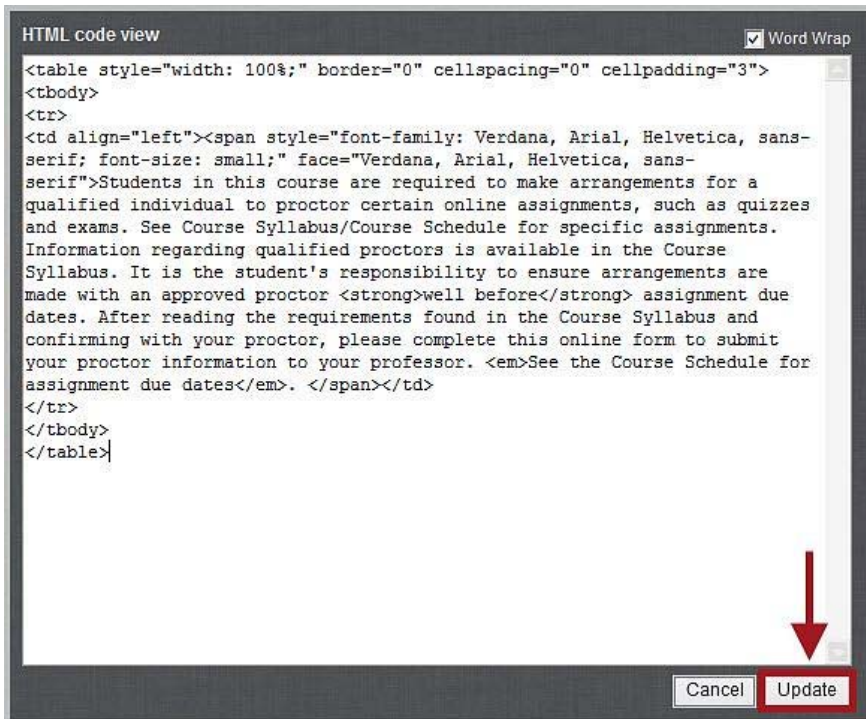 HTML code view
Word Wrap
<table style="width: 100%;" border="0" cellspacing="0" cellpadding="3">
<tbody>
<tr>
<td align="left"><span style="font-family: Verdana, Arial, Helvetica, sans-
serif; font-size: small;" face="Verdana, Arial, Helvetica, sans-
serif">Students in this course are required to make arrangements for a
qualified individual to proctor certain online assignments, such as quizzes
and exams. See Course Syllabus/Course Schedule for specific assignments.
Information regarding qualified proctors is available in the Course
Syllabus. It is the student's responsibility to ensure arrangements are
made with an approved proctor <strong>well before</strong> assignment due
dates. After reading the requirements found in the Course Syllabus and
confirming with your proctor, please complete this online form to submit
your proctor information to your professor. <em>See the Course Schedule for
assignment due dates</em>. </span></td>
</tr>
</tbody>
</table>
Cancel
Update